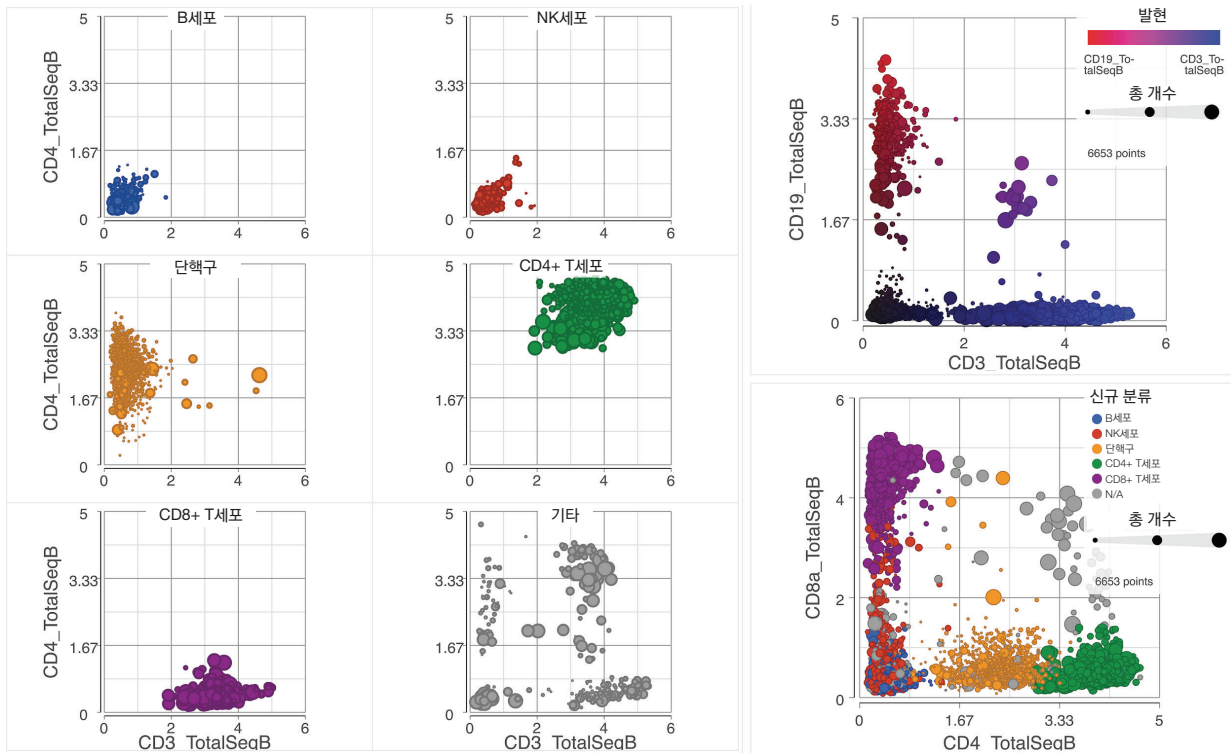 B세포
5
3.33
1.67
0
0
2
4
6
CD4_TotalSeqB
NK세포
5
3.33
1.67
0
0
2
4
6
단핵구
5
3.33
1.67
0
0
2
4
6
CD4_TotalSeqB
CD4+ T세포
5
3.33
1.67
0
0
2
4
6
CD8+ T세포
5
3.33
1.67
0
0
2
4
6
CD4_TotalSeqB
CD3_TotalSeqB
기타
5
3.33
1.67
0
0
2
4
6
CD3_TotalSeqB
5
3.33
1.67
0
0
2
4
6
CD19_TotalSeqB
CD3_TotalSeqB
발현
CD19_To-
talSeqB
CD3_To-
talSeqB
총 개수
6653 points
6
4
2
0
0
1.67
3.33
5
CD8a_TotalSeqB
CD4_TotalSeqB
신규 분류
B세포
NK세포
단핵구
CD4+ T세포
CD8+ T세포
N/A
총 개수
6653 points